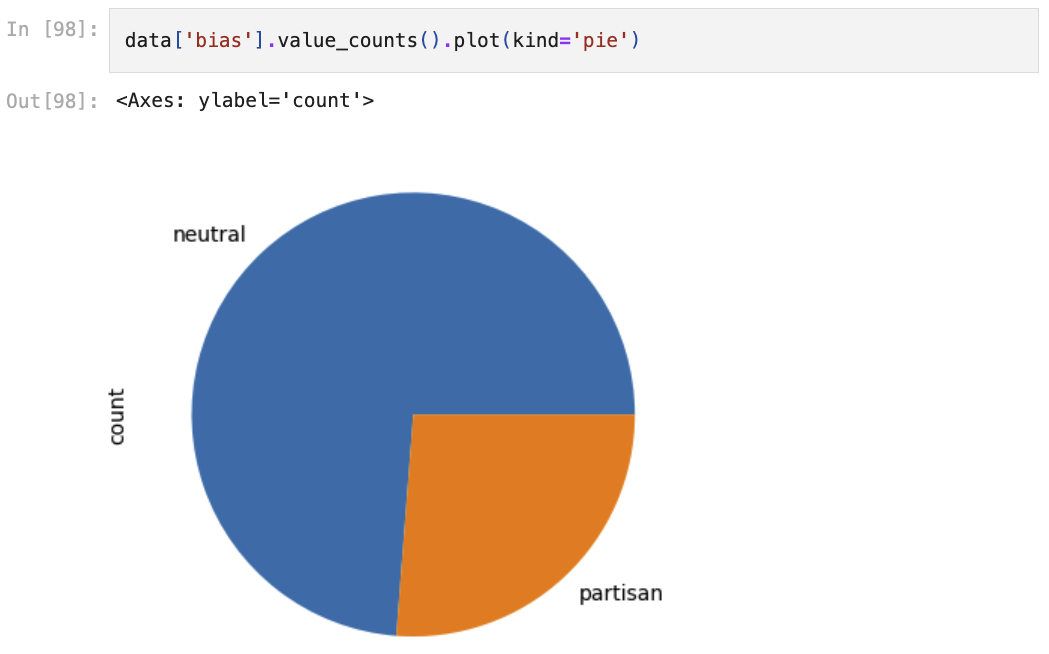 In [98]: data['bias'].value_counts().plot(kind='pie')
Out[98]: <Axes: ylabel='count'>
neutral
count
partisan